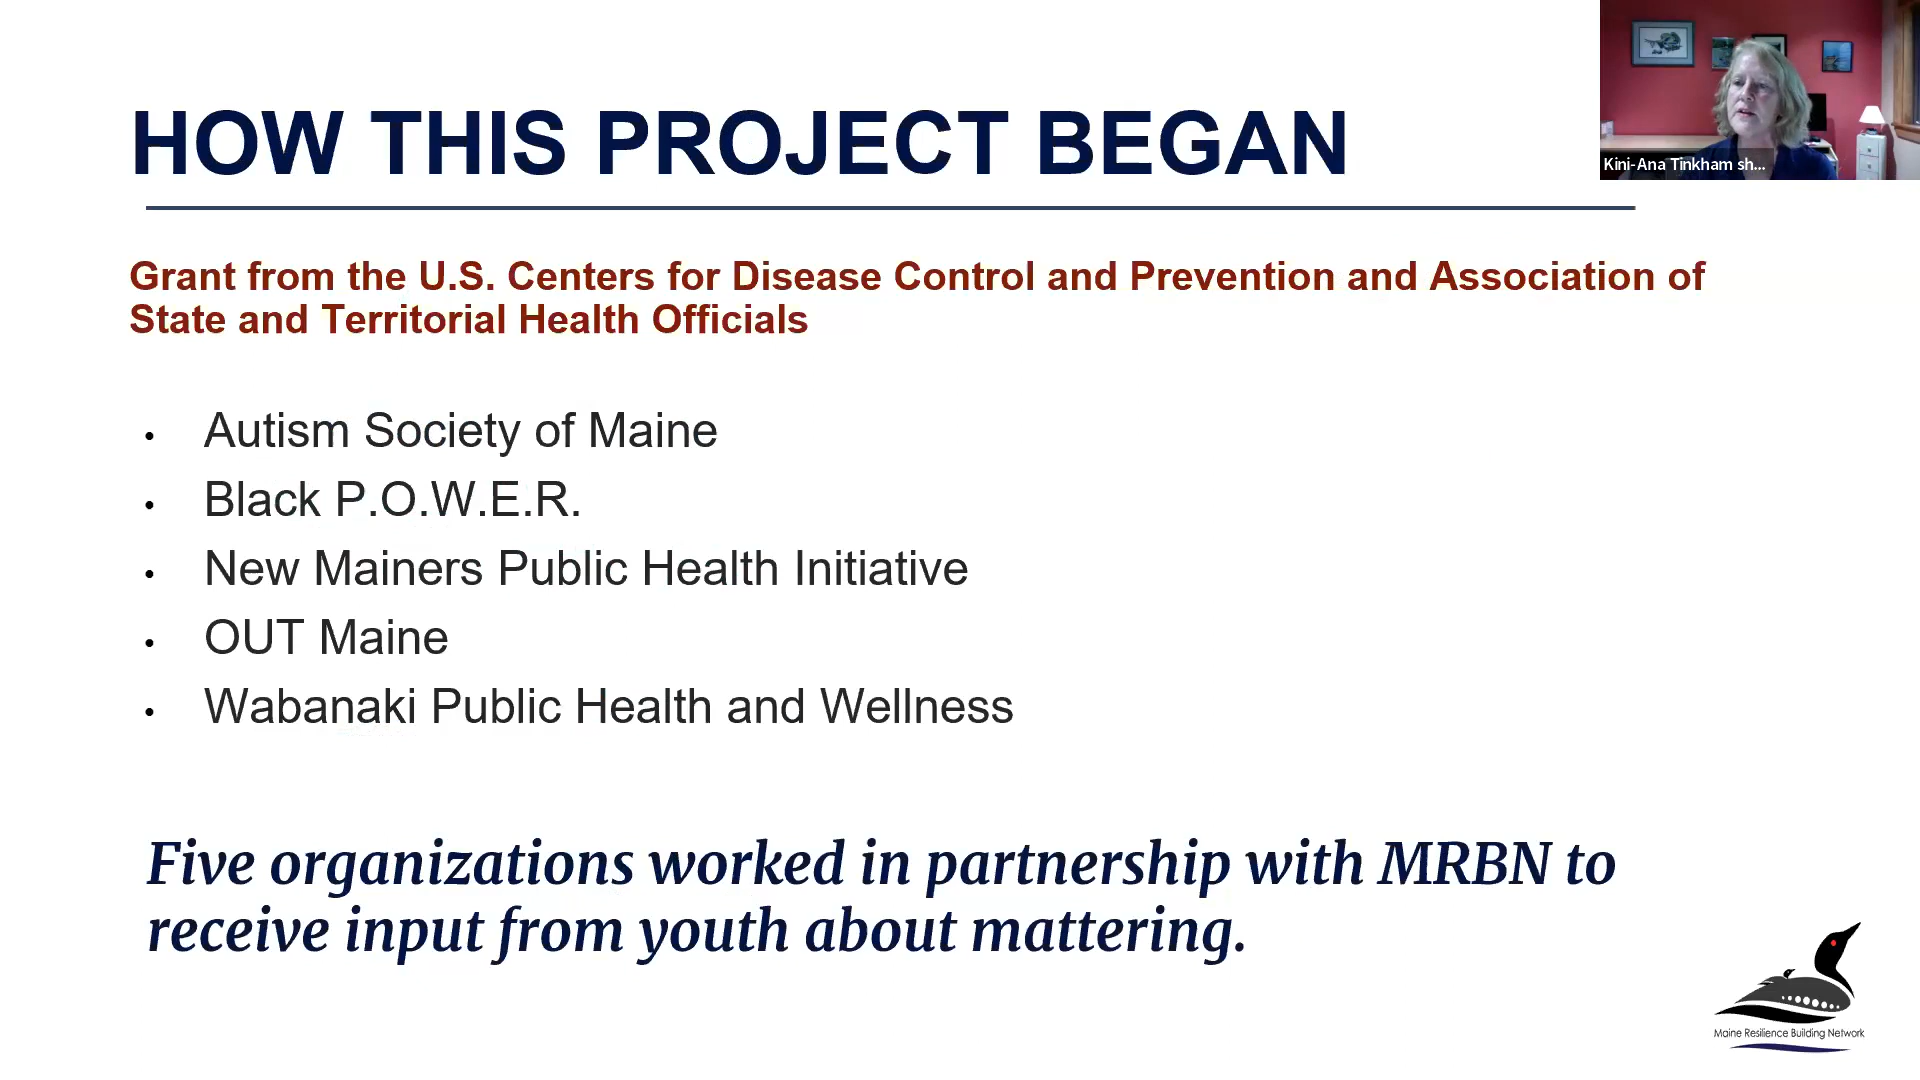 HOW THIS PROJECT BEGAN
Kini-Ana Tinkham sh...
Grant from the U.S. Centers for Disease Control and Prevention and Association of
State and Territorial Health Officials
• Autism Society of Maine
• Black P.O.W.E.R.
• New Mainers Public Health Initiative
• OUT Maine
• Wabanaki Public Health and Wellness
Five organizations worked in partnership with MRBN to
receive input from youth about mattering.
Maine Resilience Building Network